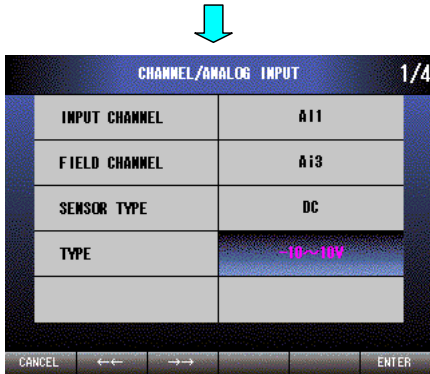 CHANNEL/ANALOG INPUT 1/4
INPUT CHANNEL AI1
FIELD CHANNEL Ai3
SENSOR TYPE DC
TYPE -10～10V
CANCEL ←← →→ ENTER